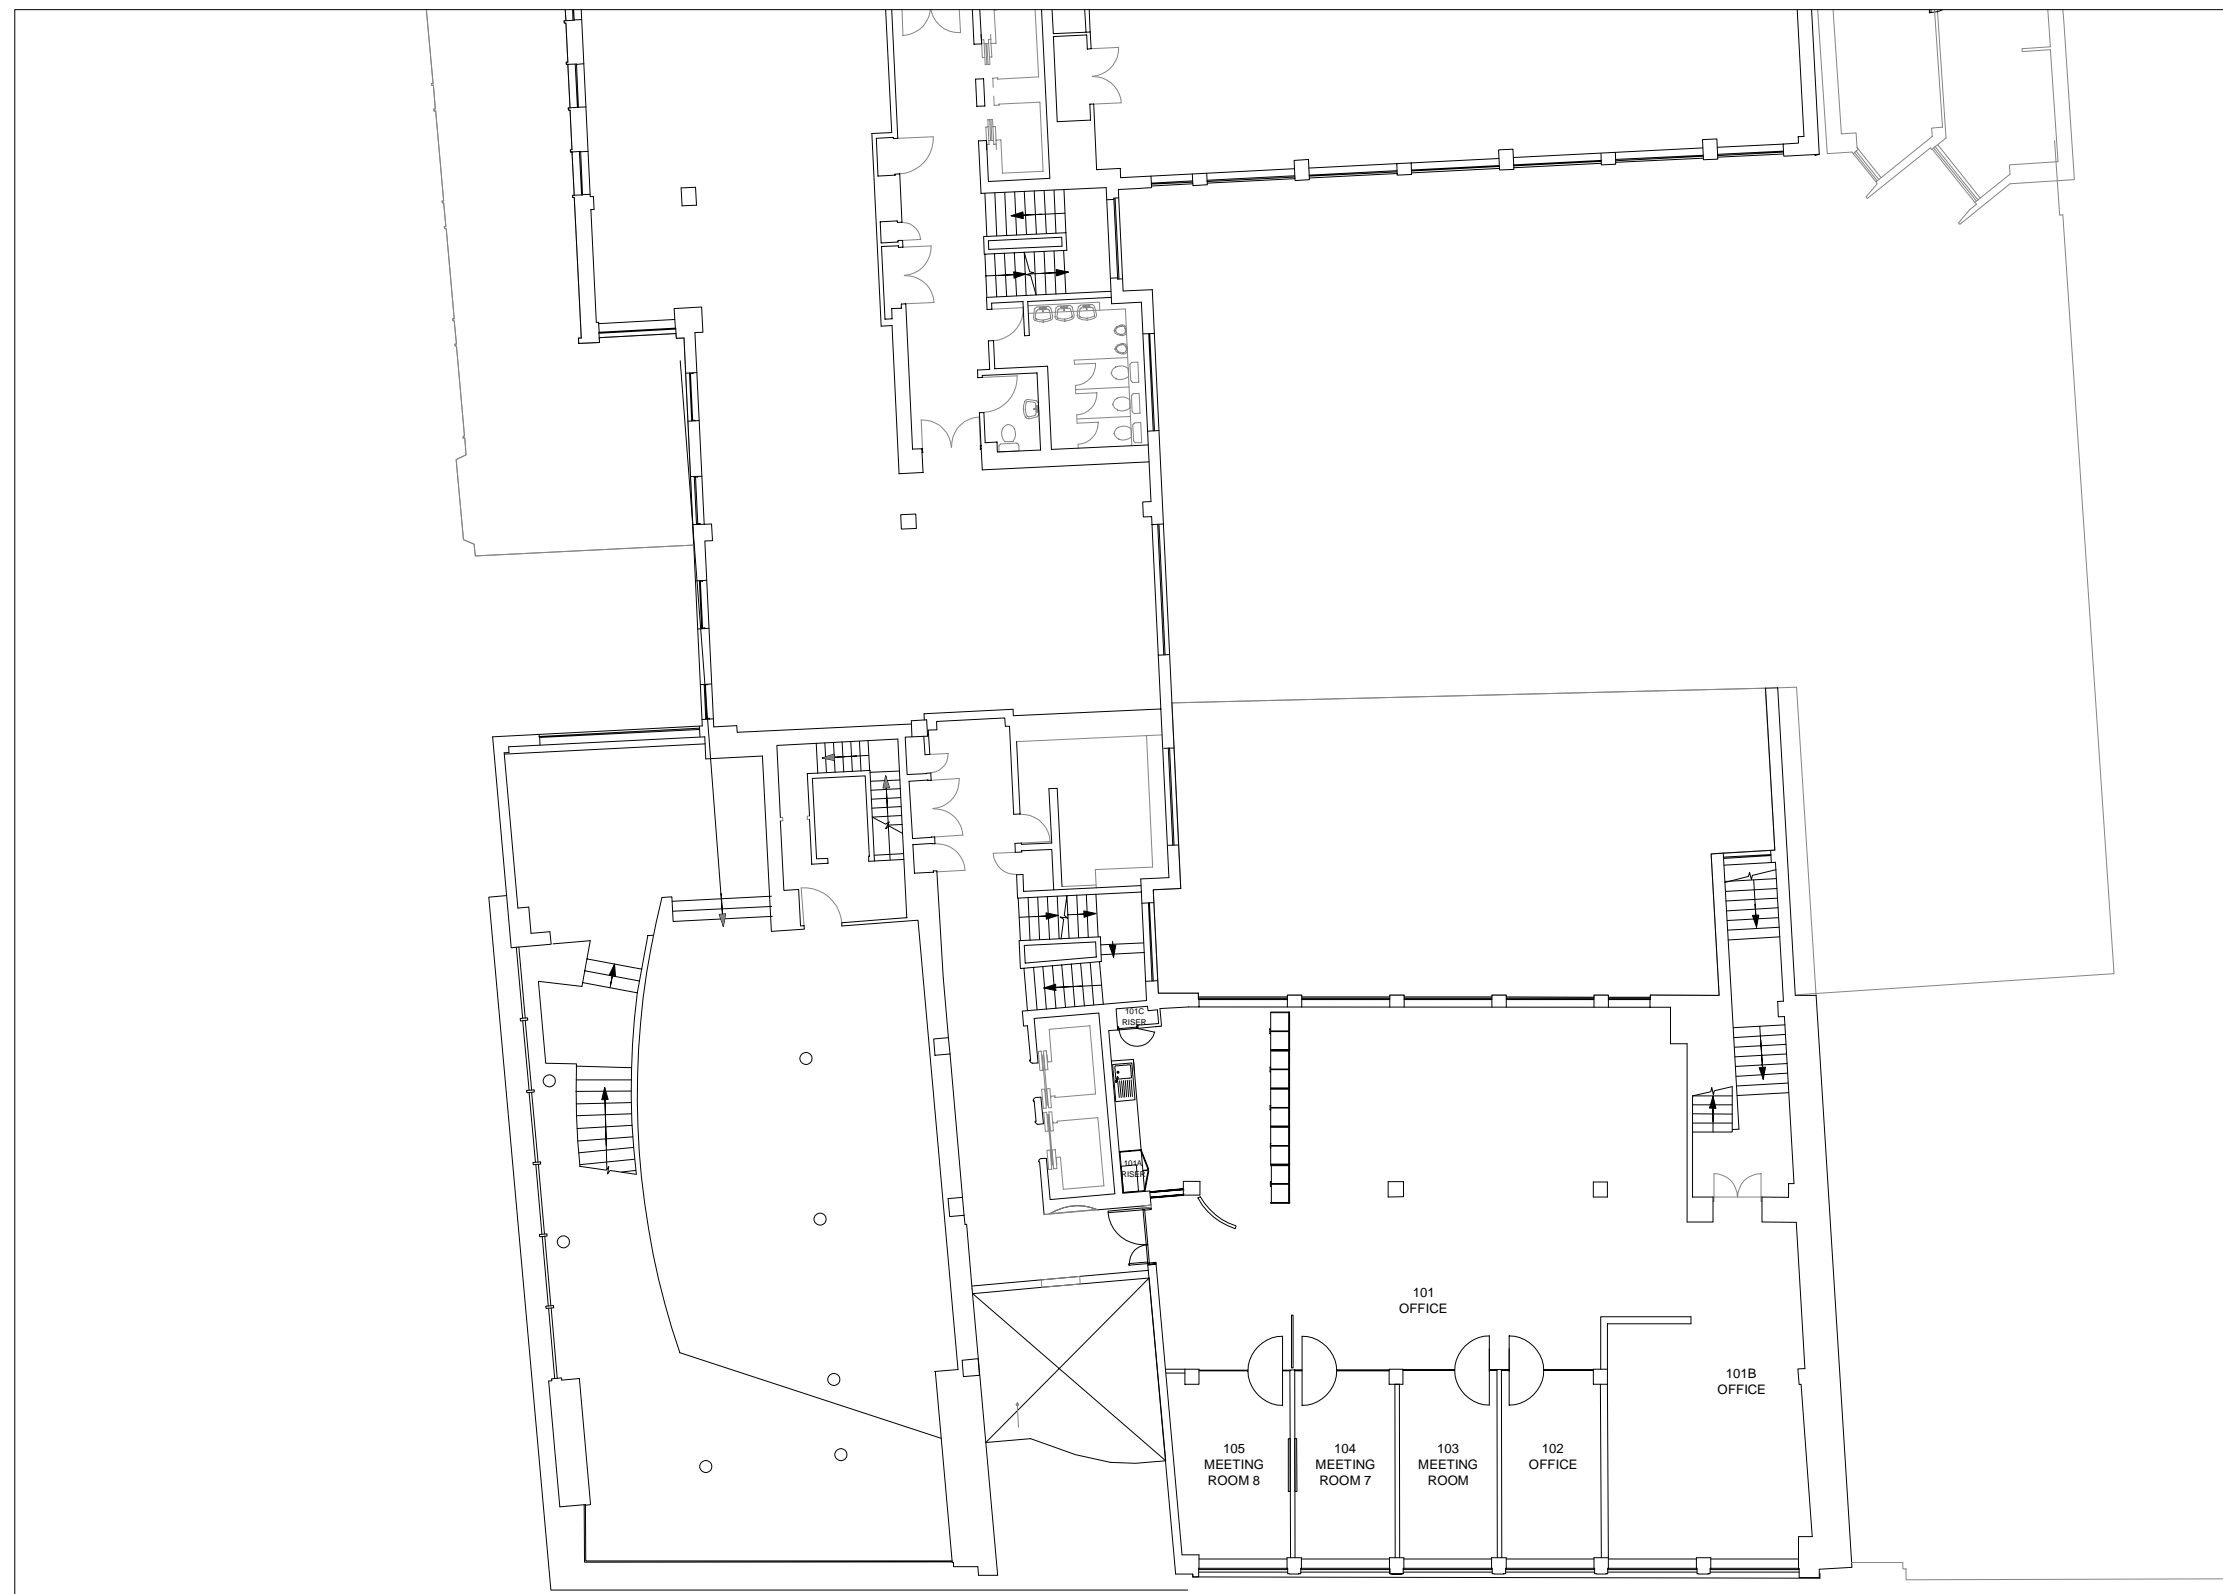 101C
RISER
101A
RISER
101
OFFICE
101B
OFFICE
105
MEETING
ROOM 8
104
MEETING
ROOM 7
103
MEETING
ROOM
102
OFFICE